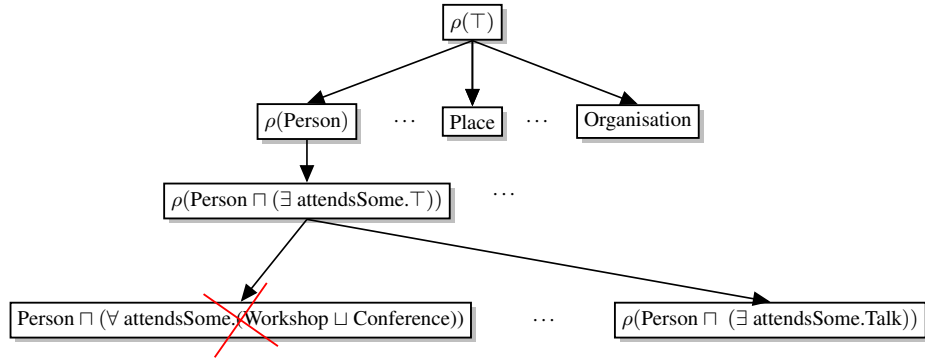 ρ(⊤)
ρ(Person) ... Place ... Organisation
ρ(Person ⊓ (∃ attendsSome.⊤)) ...
Person ⊓ (∀ attendsSome.(Workshop ⊔ Conference)) ... ρ(Person ⊓ (∃ attendsSome.Talk))